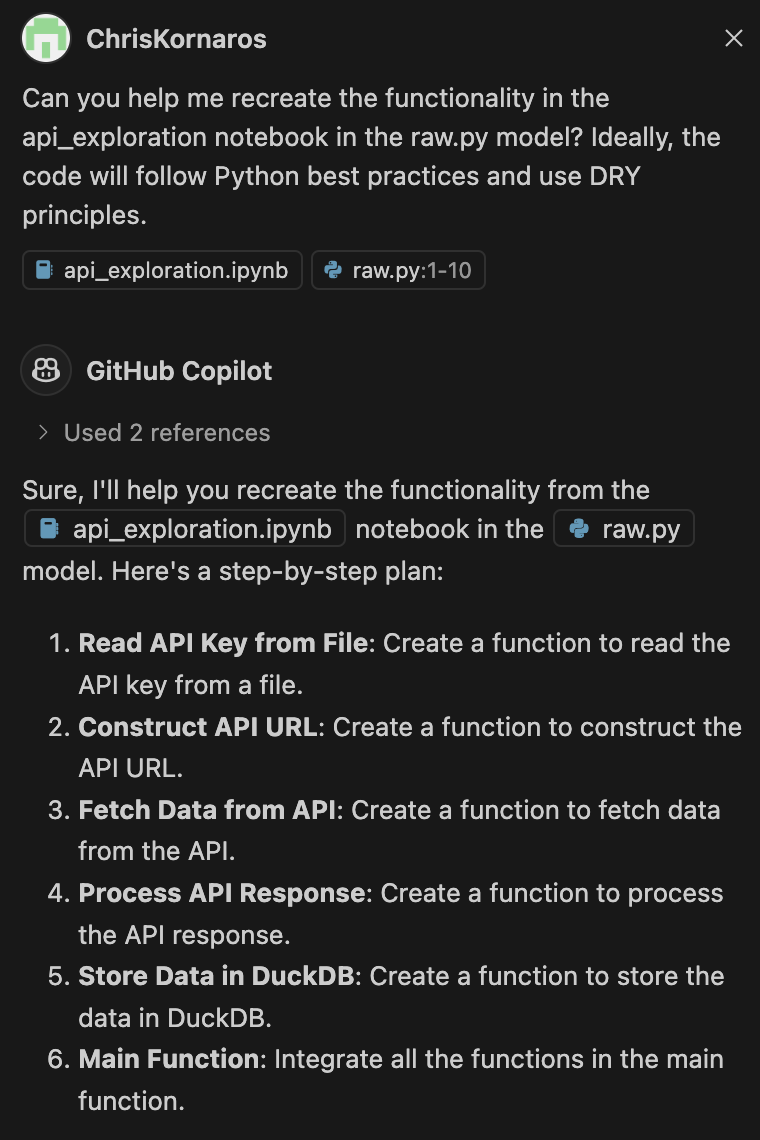 ChrisKornaros
Can you help me recreate the functionality in the
api_exploration notebook in the raw.py model? Ideally, the
code will follow Python best practices and use DRY
principles.
api_exploration.ipynb raw.py:1-10
GitHub Copilot
Used 2 references
Sure, I'll help you recreate the functionality from the
api_exploration.ipynb notebook in the raw.py
model. Here's a step-by-step plan:
1. Read API Key from File: Create a function to read the
API key from a file.
2. Construct API URL: Create a function to construct the
API URL.
3. Fetch Data from API: Create a function to fetch data
from the API.
4. Process API Response: Create a function to process
the API response.
5. Store Data in DuckDB: Create a function to store the
data in DuckDB.
6. Main Function: Integrate all the functions in the main
function.